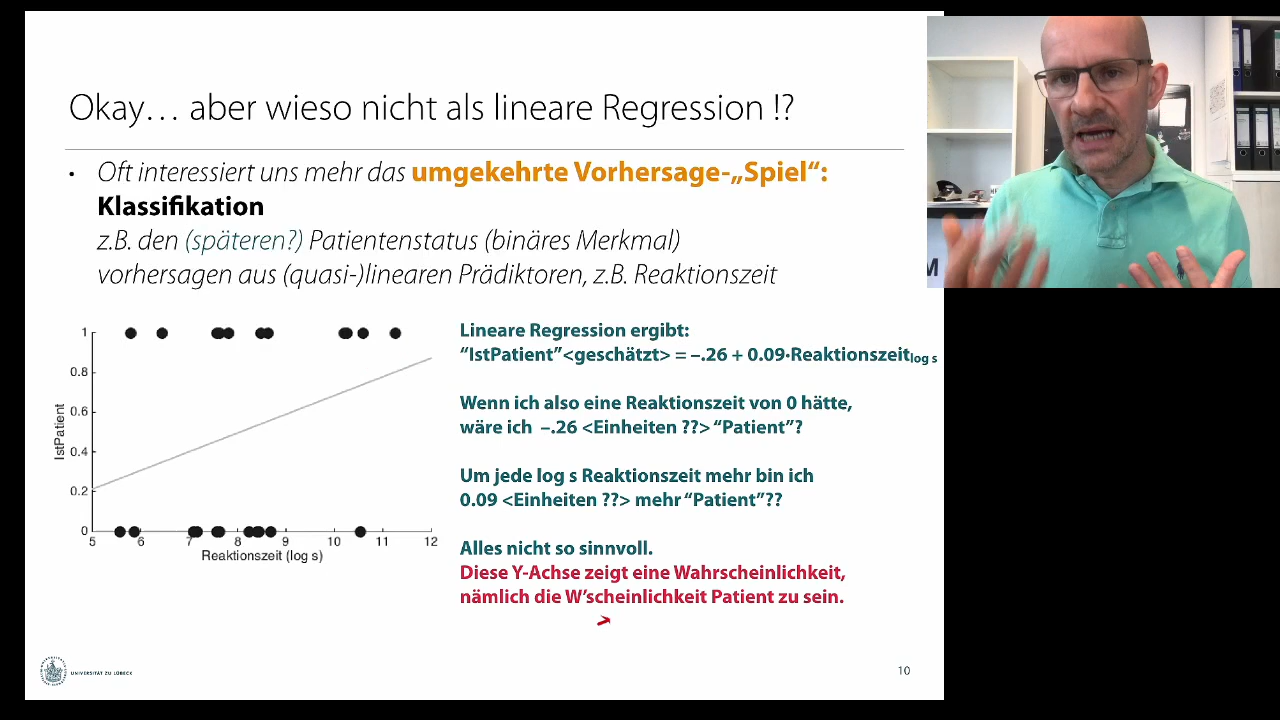 Okay… aber wieso nicht als lineare Regression !?
• Oft interessiert uns mehr das umgekehrte Vorhersage-„Spiel“:
Klassifikation
z.B. den (späteren?) Patientenstatus (binäres Merkmal)
vorhersagen aus (quasi-)linearen Prädiktoren, z.B. Reaktionszeit
1
0.8
0.6
0.4
0.2
0
IstPatient
5 6 7 8 9 10 11 12
Reaktionszeit (log s)
Lineare Regression ergibt:
“IstPatient”<geschätzt> = –.26 + 0.09·Reaktionszeit log s
Wenn ich also eine Reaktionszeit von 0 hätte,
wäre ich –.26 <Einheiten ??> “Patient”?
Um jede log s Reaktionszeit mehr bin ich
0.09 <Einheiten ??> mehr “Patient”??
Alles nicht so sinnvoll.
Diese Y-Achse zeigt eine Wahrscheinlichkeit,
nämlich die W’scheinlichkeit Patient zu sein.
UNIVERSITÄT ZU LÜBECK
10
M